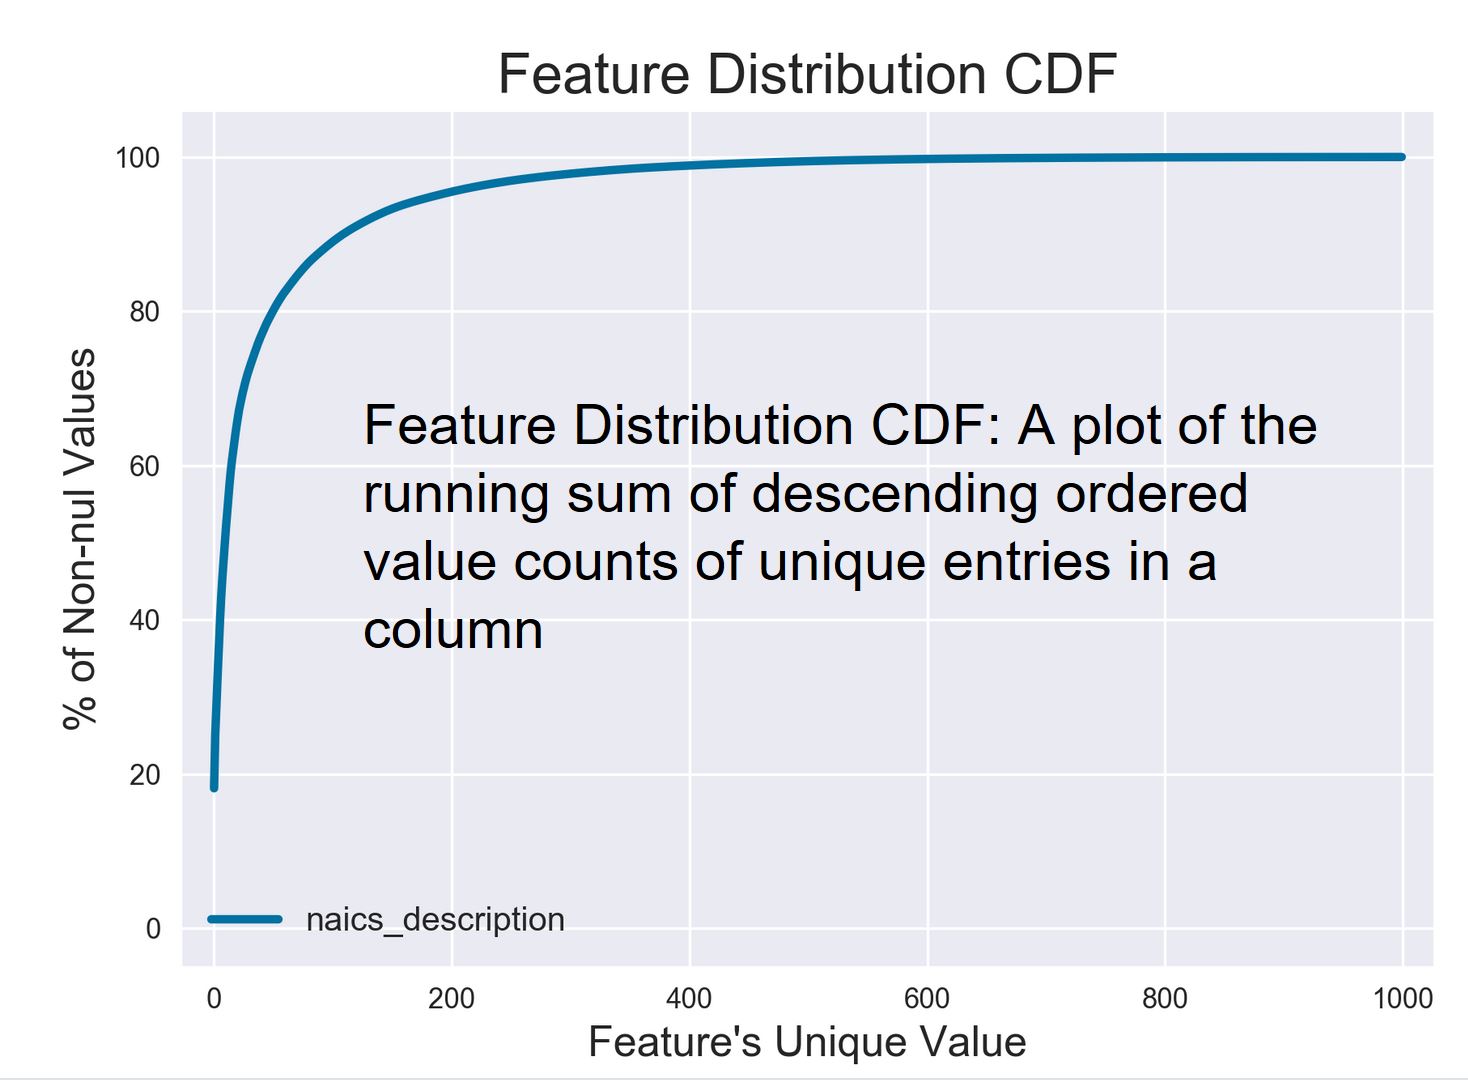 Feature Distribution CDF
100
80
60
40
20
0
% of Non-nul Values
Feature Distribution CDF: A plot of the
running sum of descending ordered
value counts of unique entries in a
column
naics_description
0 200 400 600 800 1000
Feature's Unique Value